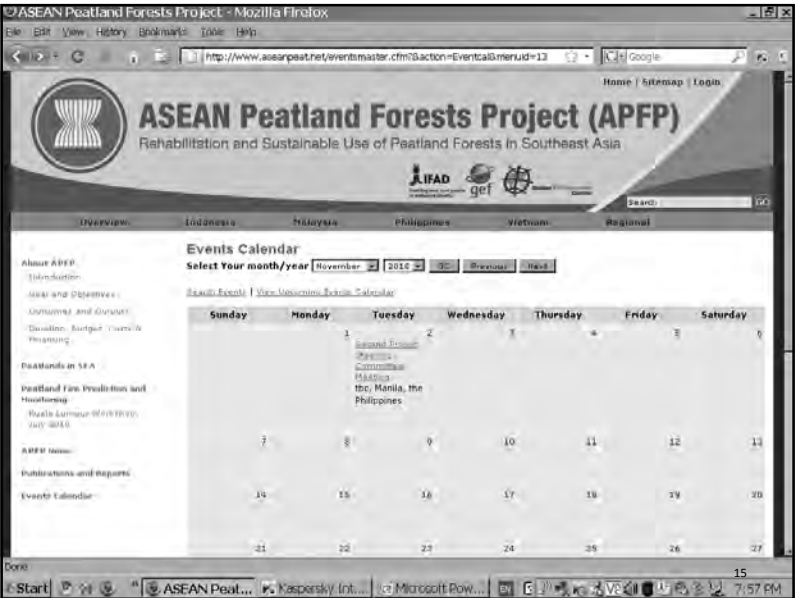 ASEAN Peatland Forests Project - Mozilla Firefox
File Edit View History Bookmarks Tools Help
http://www.aseanpeat.net/eventsmaster.cfm?&action=Eventcal&menuid=13
Google
Home | Sitemap | Login
ASEAN Peatland Forests Project (APFP)
Rehabilitation and Sustainable Use of Peatland Forests in Southeast Asia
IFAD
gef
Search:
GO
Overview Indonesia Malaysia Philippines Vietnam Regional
Events Calendar
Select Your month/year November 2010 GO Previous Next
Search Events | View Upcoming Events Calendar
About APFP
Introduction
Goal and Objectives
Outcomes and Outputs
Duration, Budget, Costs &
Financing
Peatlands in SEA
Peatland Fire Prediction and
Monitoring
Kuala Lumpur Workshop,
July 2010
APFP News
Publications and Reports
Events Calendar
Sunday Monday Tuesday Wednesday Thursday Friday Saturday
1 2 3 4 5 6
Second Project
Steering
Committee
Meeting
tbc, Manila, the
Philippines
7 8 9 10 11 12 13
14 15 16 17 18 19 20
21 22 23 24 25 26 27
Done
15
Start
ASEAN Peat...
Kaspersky Int...
Microsoft Pow...
EN
7:57 PM